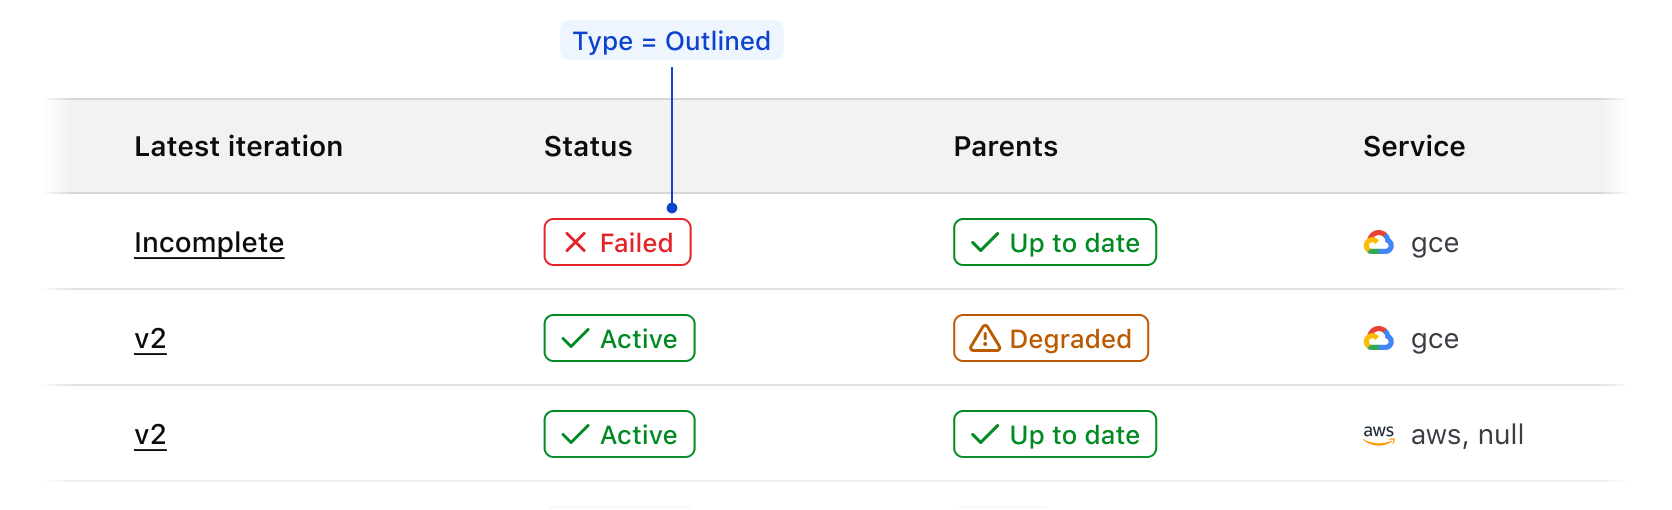 Type = Outlined
Latest iteration Status Parents Service
Incomplete Failed Up to date gce
v2 Active Degraded gce
v2 Active Up to date aws aws, null